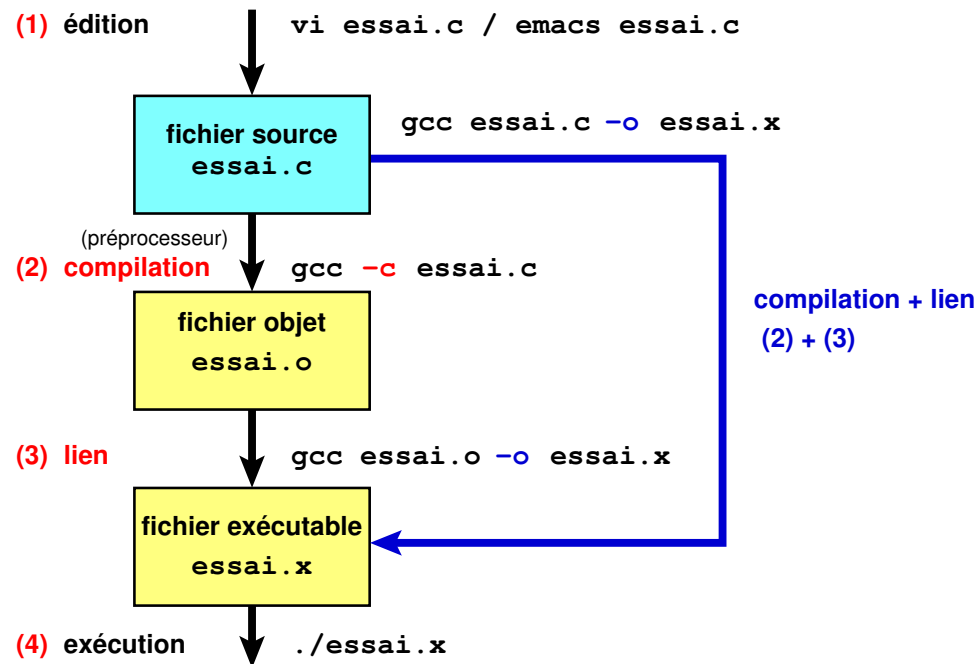 (1) édition vi essai.c / emacs essai.c
gcc essai.c -o essai.x
fichier source
essai.c
(préprocesseur)
(2) compilation gcc -c essai.c
compilation + lien
(2) + (3)
fichier objet
essai.o
(3) lien gcc essai.o -o essai.x
fichier exécutable
essai.x
(4) exécution ./essai.x